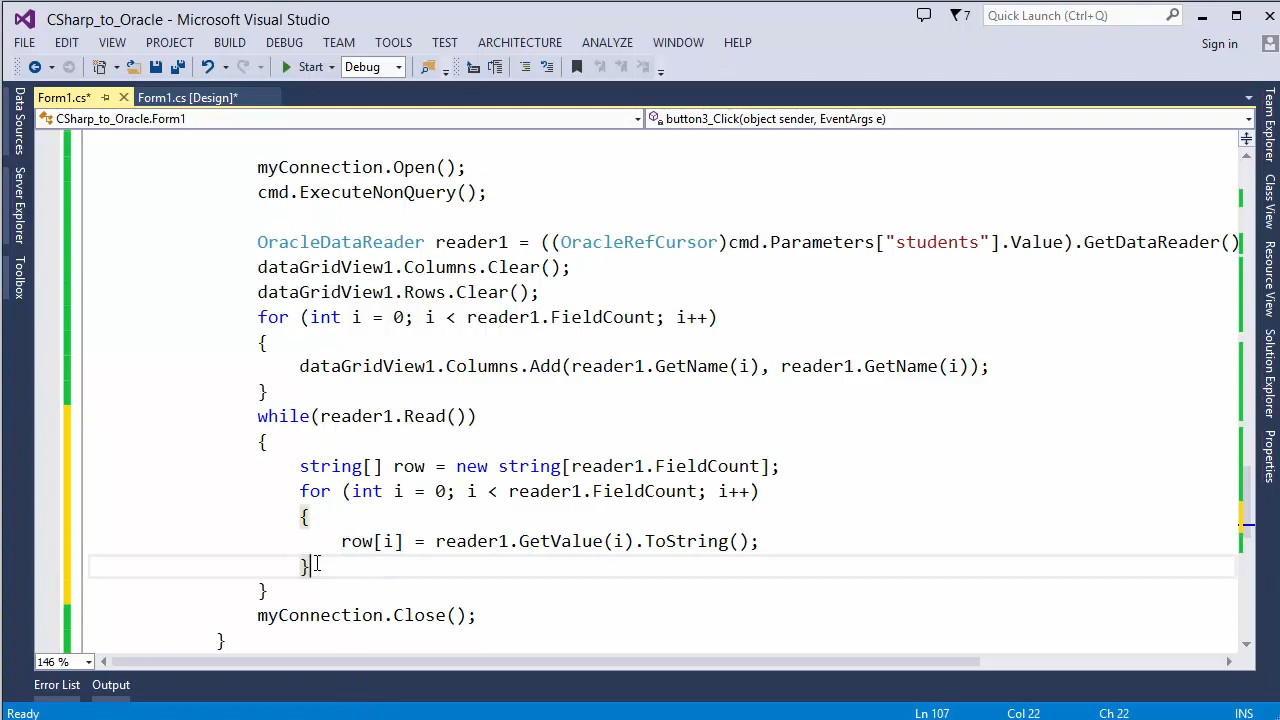 CSharp_to_Oracle - Microsoft Visual Studio
7
Quick Launch (Ctrl+Q)
FILE EDIT VIEW PROJECT BUILD DEBUG TEAM TOOLS TEST ARCHITECTURE ANALYZE WINDOW HELP
Sign in
Start Debug
Form1.cs* Form1.cs [Design]*
CSharp_to_Oracle.Form1 button3_Click(object sender, EventArgs e)
myConnection.Open();
cmd.ExecuteNonQuery();
OracleDataReader reader1 = ((OracleRefCursor)cmd.Parameters["students"].Value).GetDataReader()
dataGridView1.Columns.Clear();
dataGridView1.Rows.Clear();
for (int i = 0; i < reader1.FieldCount; i++)
{
dataGridView1.Columns.Add(reader1.GetName(i), reader1.GetName(i));
}
while(reader1.Read())
{
string[] row = new string[reader1.FieldCount];
for (int i = 0; i < reader1.FieldCount; i++)
{
row[i] = reader1.GetValue(i).ToString();
}
}
myConnection.Close();
}
146 %
Error List Output
Ready Ln 107 Col 22 Ch 22 INS
Data Sources
Server Explorer
Toolbox
Team Explorer
Class View
Resource View
Solution Explorer
Properties